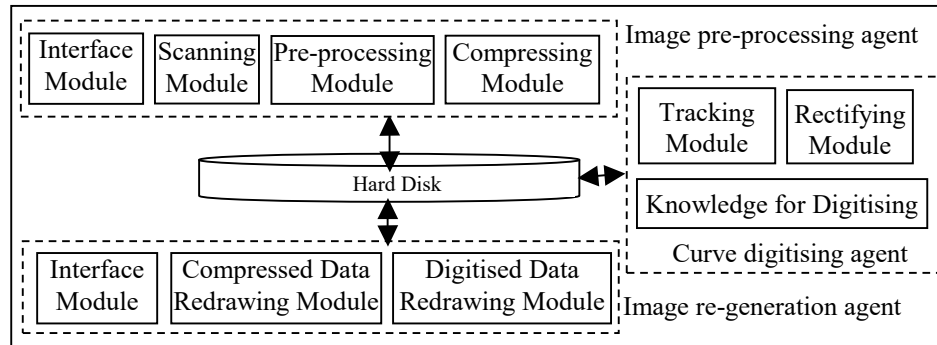 Interface
Module
Scanning
Module
Pre-processing
Module
Compressing
Module
Image pre-processing agent
Tracking
Module
Rectifying
Module
Knowledge for Digitising
Curve digitising agent
Hard Disk
Interface
Module
Compressed Data
Redrawing Module
Digitised Data
Redrawing Module
Image re-generation agent